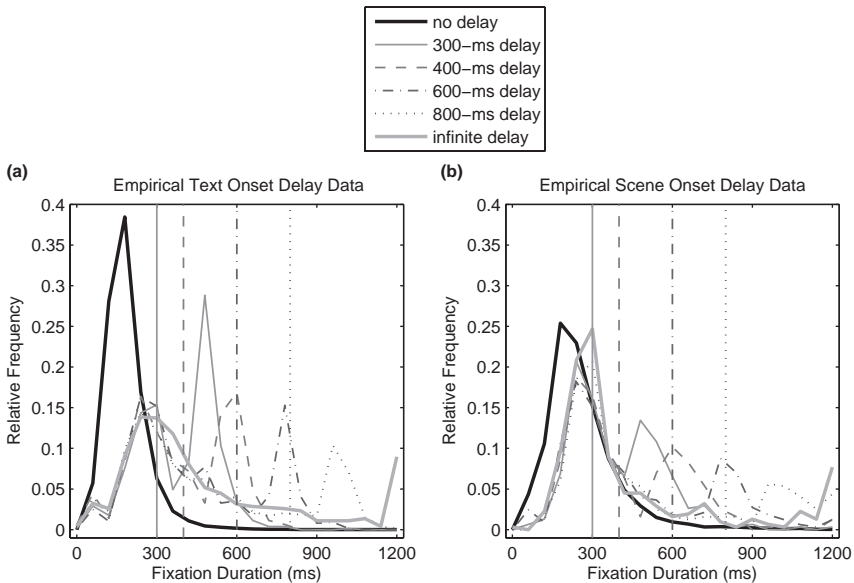 no delay
300−ms delay
400−ms delay
600−ms delay
800−ms delay
infinite delay
(a)
Empirical Text Onset Delay Data
0.4
0.35
0.3
0.25
0.2
0.15
0.1
0.05
0
Relative Frequency
0 300 600 900 1200
Fixation Duration (ms)
(b)
Empirical Scene Onset Delay Data
0.4
0.35
0.3
0.25
0.2
0.15
0.1
0.05
0
Relative Frequency
0 300 600 900 1200
Fixation Duration (ms)